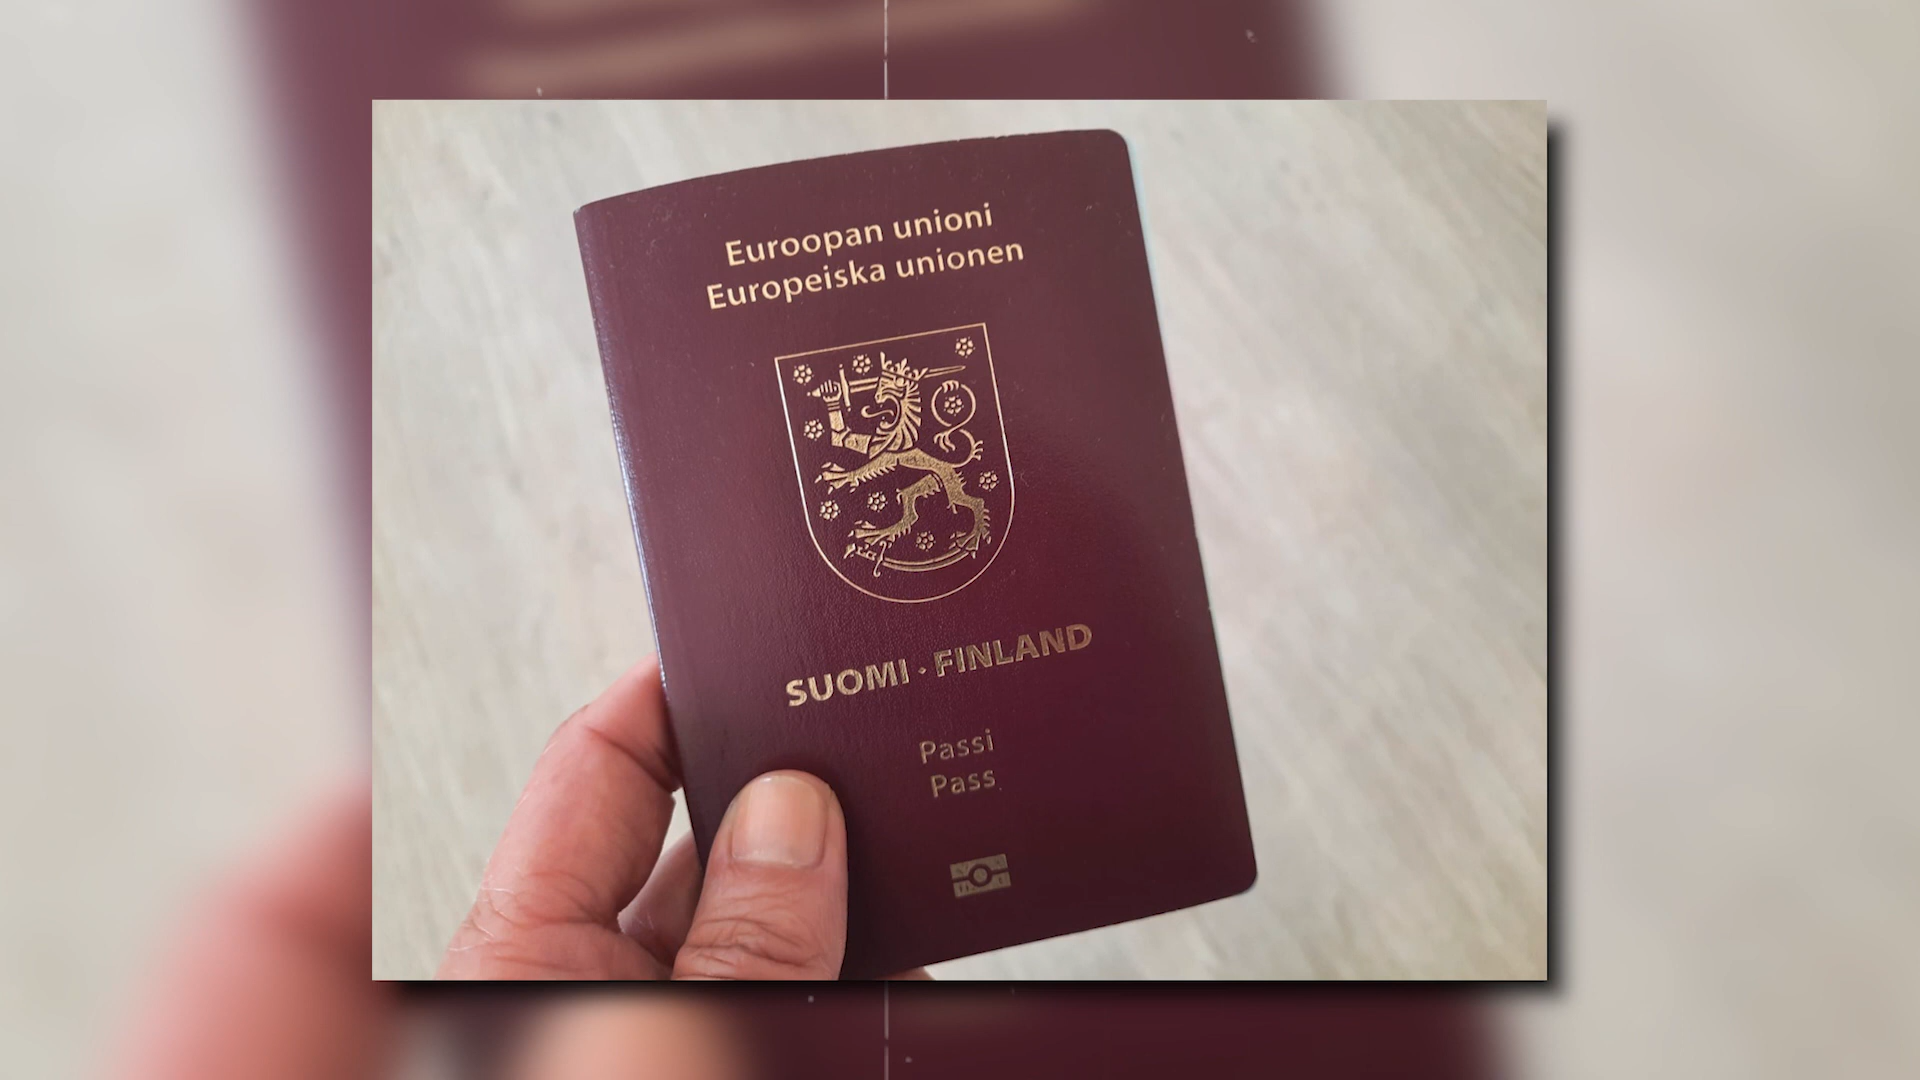 Euroopan unioni
Europeiska unionen
SUOMI · FINLAND
Passi
Pass